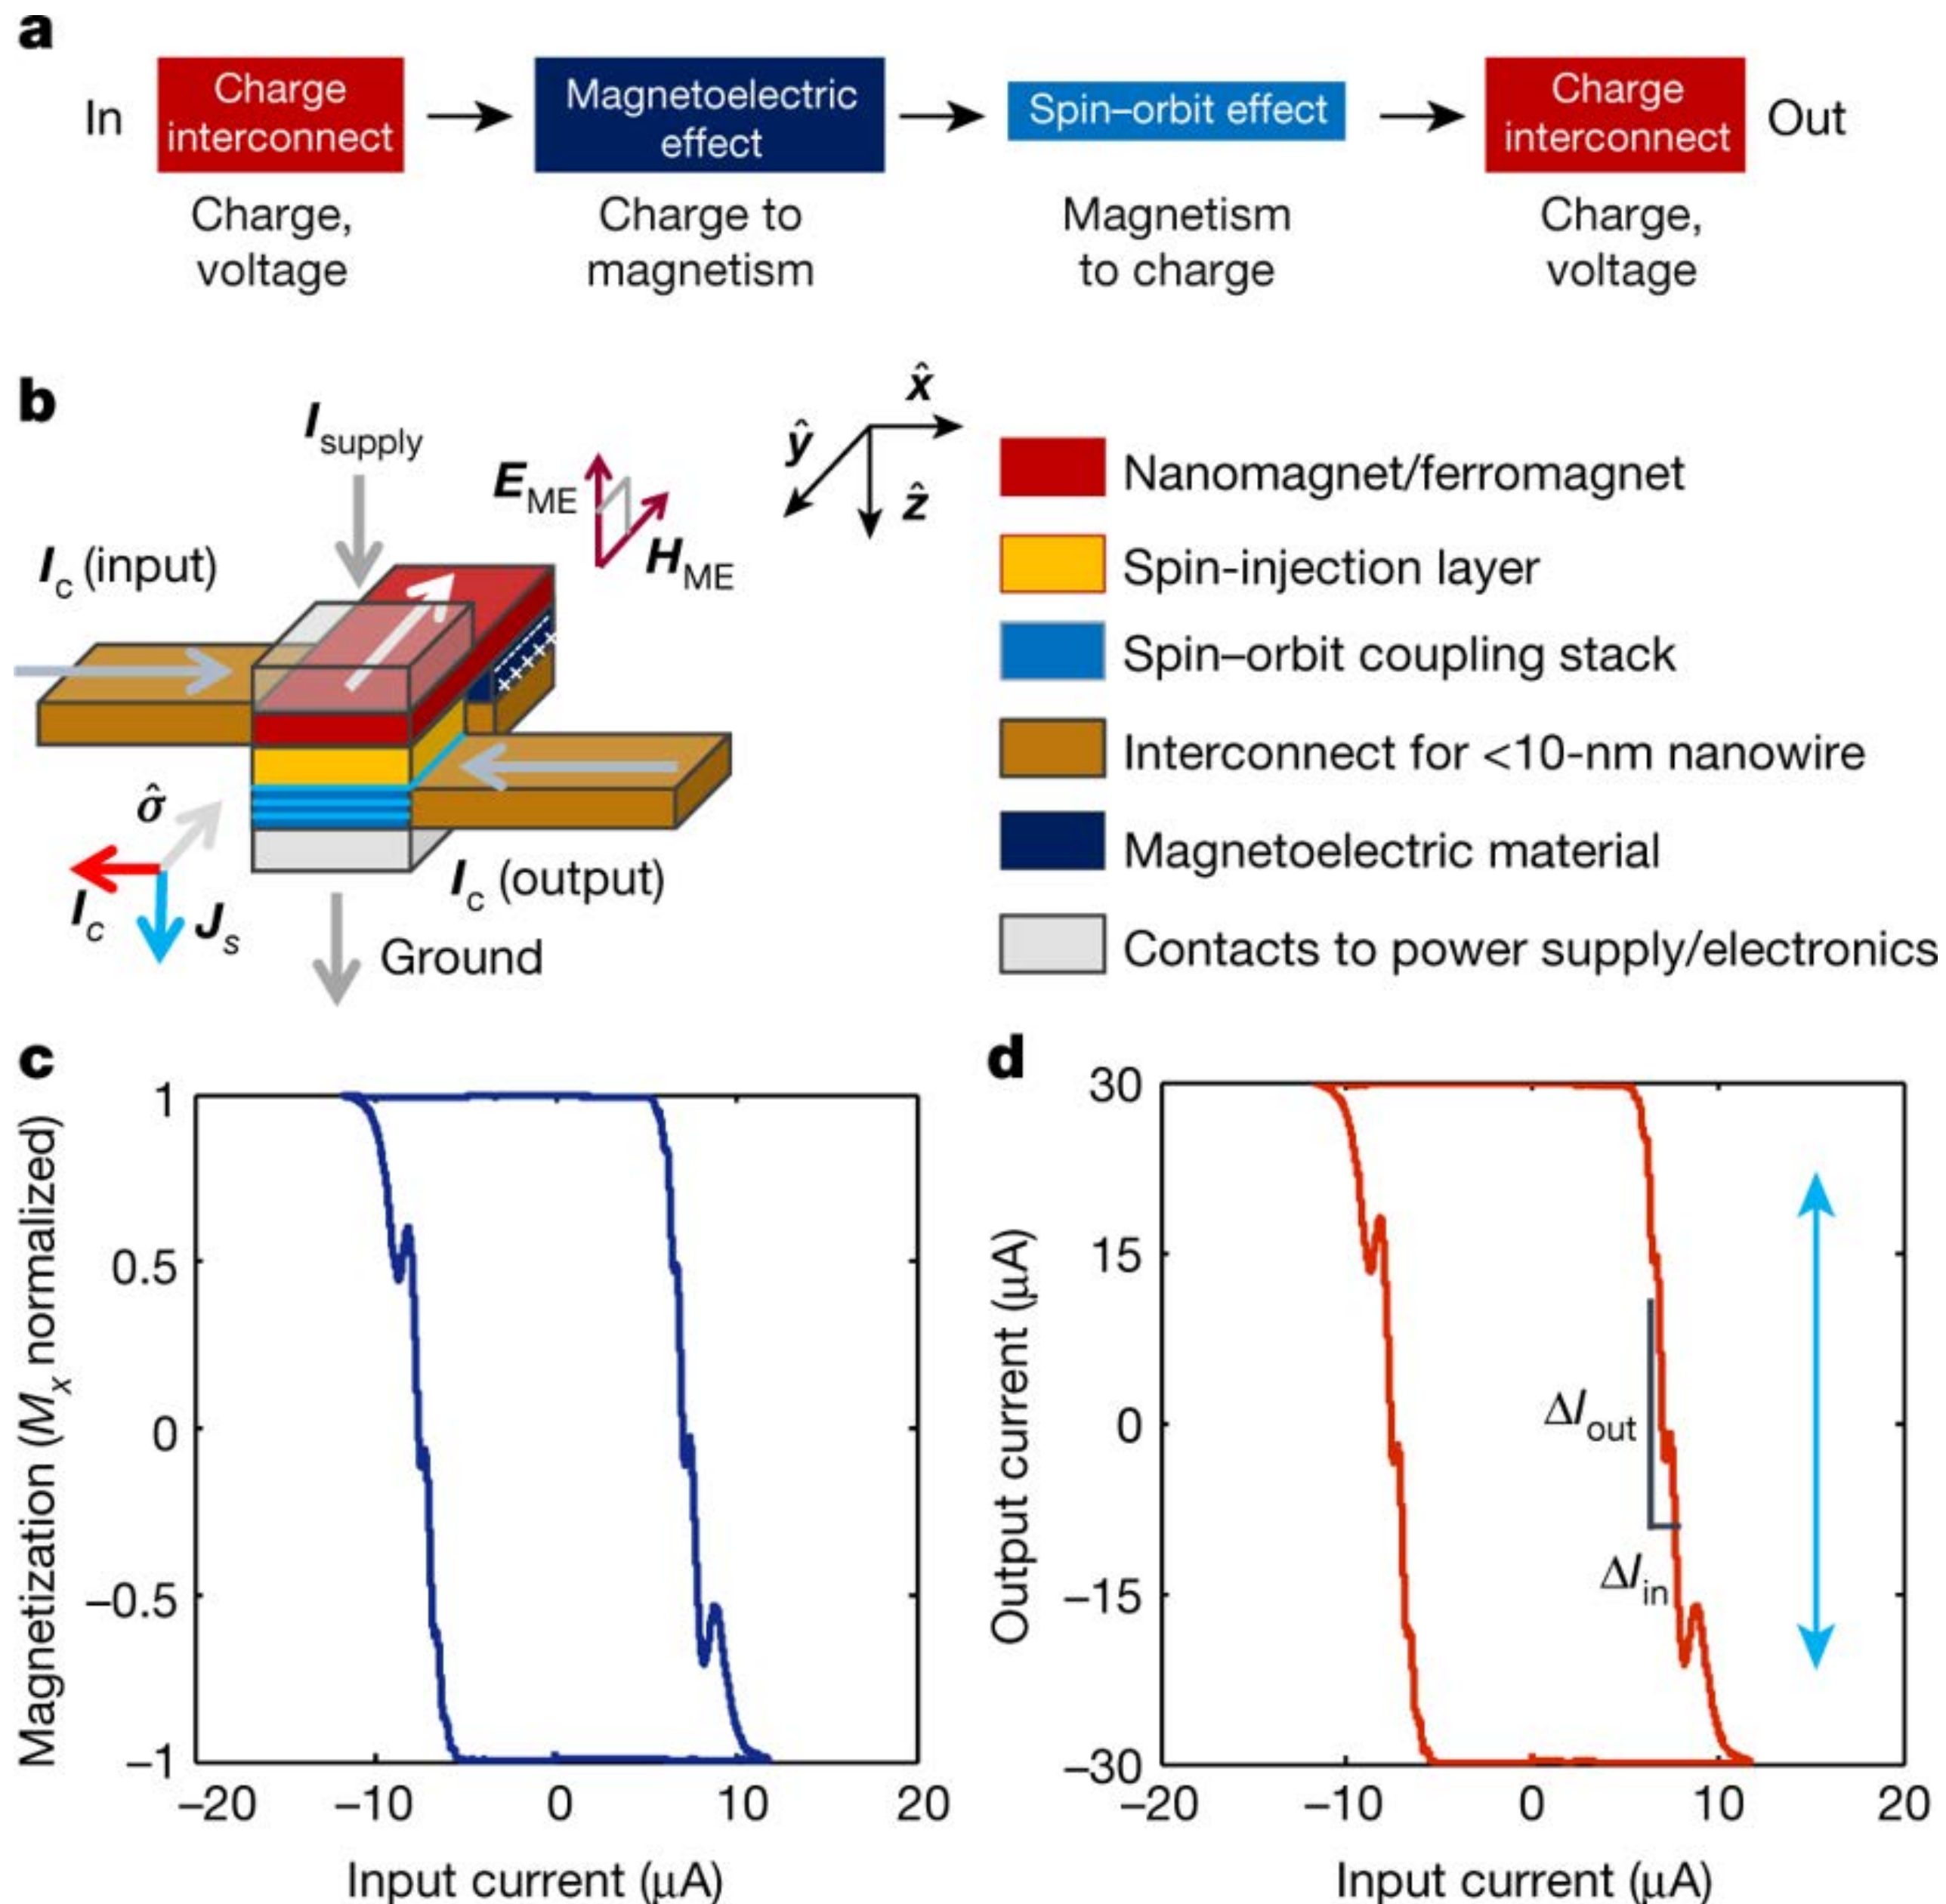 a
In
Charge
interconnect
Magnetoelectric
effect
Spin–orbit effect
Charge
interconnect
Out
Charge,
voltage
Charge to
magnetism
Magnetism
to charge
Charge,
voltage
b
I supply
E ME
H ME
x̂
ŷ
ẑ
I c (input)
σ̂
I c
J s
I c (output)
Ground
Nanomagnet/ferromagnet
Spin-injection layer
Spin–orbit coupling stack
Interconnect for <10-nm nanowire
Magnetoelectric material
Contacts to power supply/electronics
c
Magnetization (Mx normalized)
1
0.5
0
−0.5
−1
−20 −10 0 10 20
Input current (μA)
d
Output current (μA)
30
15
0
−15
−30
ΔI out
ΔI in
−20 −10 0 10 20
Input current (μA)